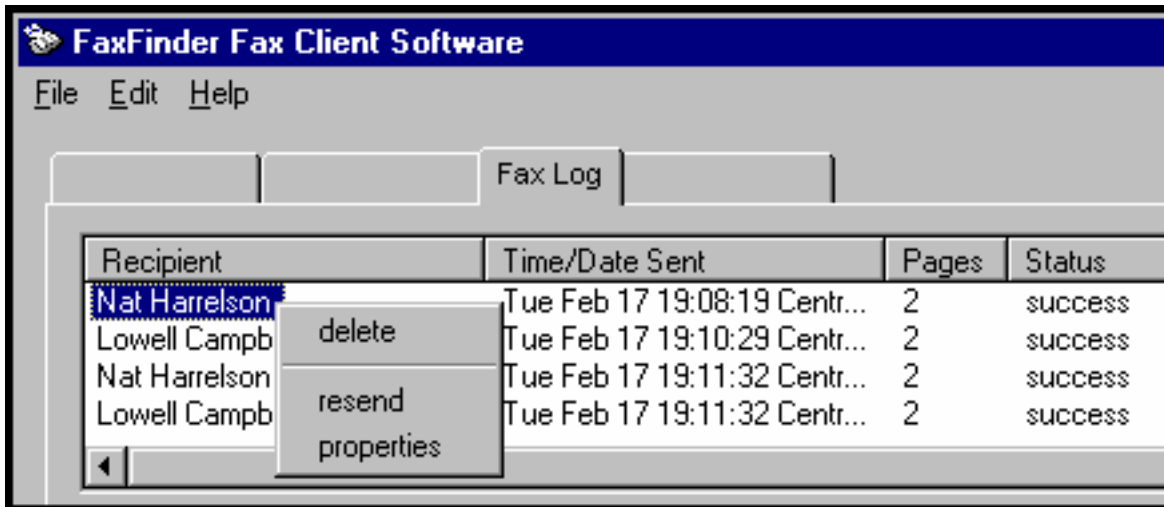 FaxFinder Fax Client Software
File Edit Help
Fax Log
Recipient Time/Date Sent Pages Status
Nat Harrelson Tue Feb 17 19:08:19 Centr... 2 success
Lowell Campb Tue Feb 17 19:10:29 Centr... 2 success
Nat Harrelson Tue Feb 17 19:11:32 Centr... 2 success
Lowell Campb Tue Feb 17 19:11:32 Centr... 2 success
delete
resend
properties